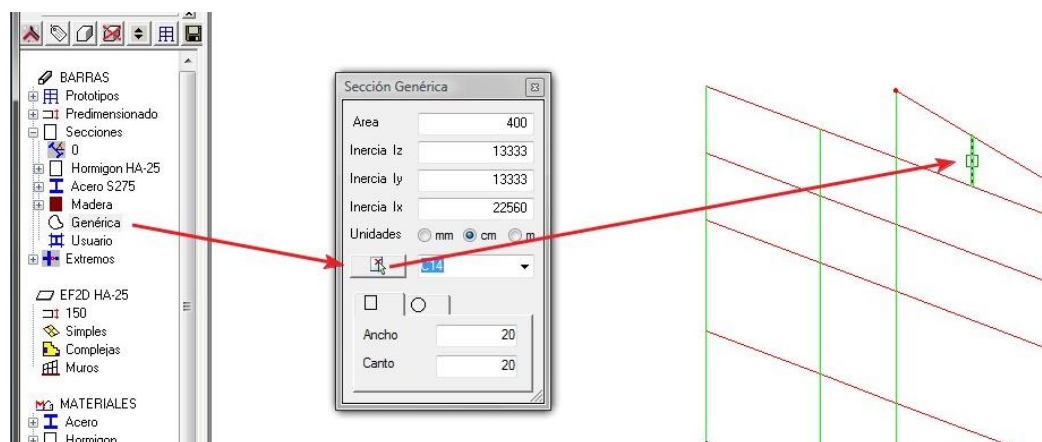 BARRAS
Prototipos
Predimensionado
Secciones
0
Hormigon HA-25
Acero S275
Madera
Genérica
Usuario
Extremos
EF2D HA-25
150
Simples
Complejas
Muros
MATERIALES
Acero
Hormigon
Sección Genérica
Area 400
Inercia Iz 13333
Inercia Iy 13333
Inercia Ix 22560
Unidades mm cm m
C14
Ancho 20
Canto 20